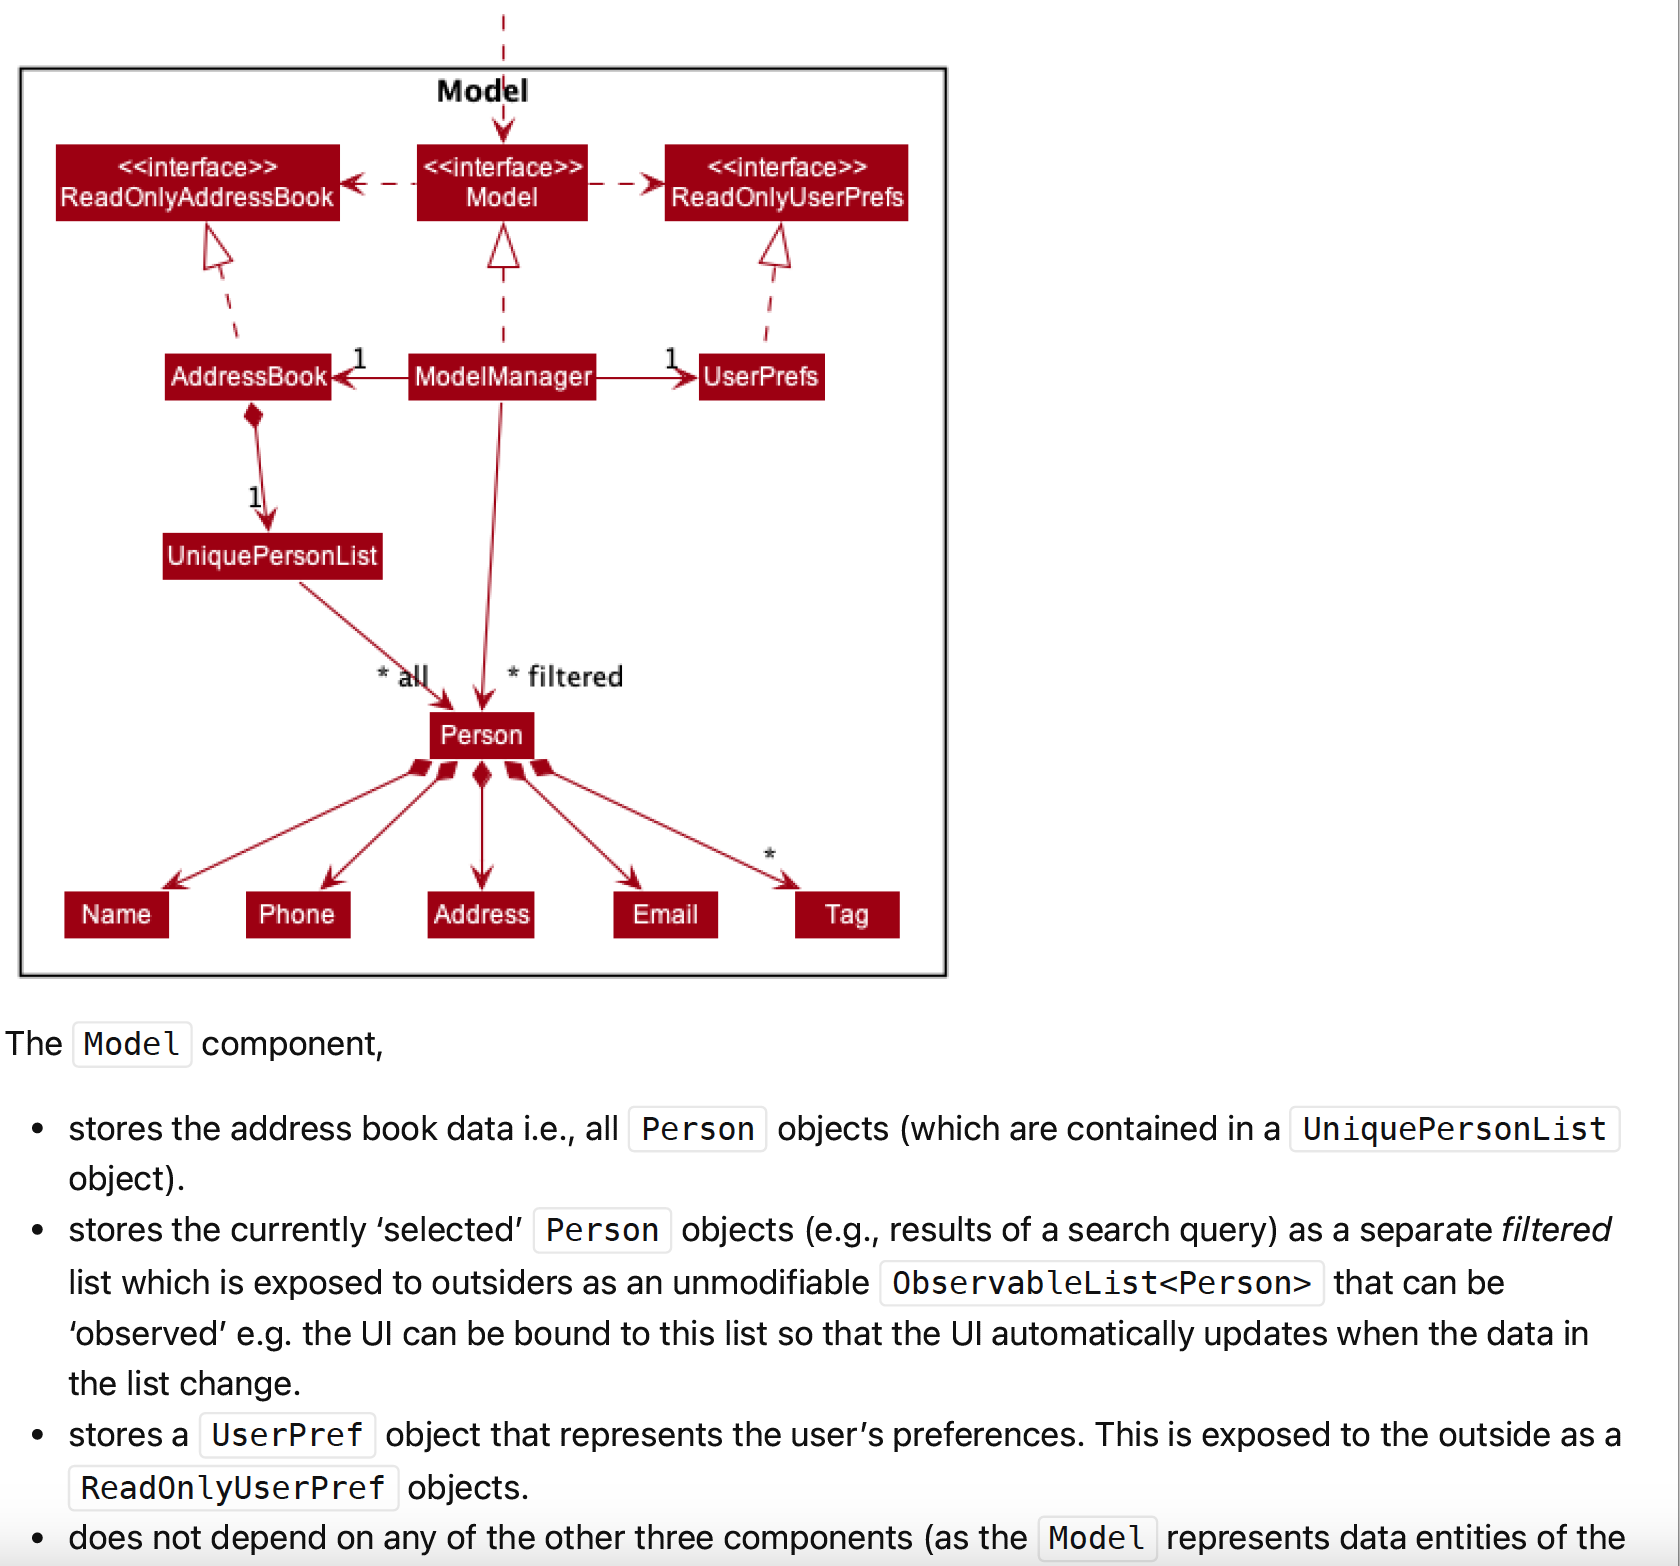 Model
<<interface>>
ReadOnlyAddressBook
<<interface>>
Model
<<interface>>
ReadOnlyUserPrefs
AddressBook
1
ModelManager
1
UserPrefs
1
UniquePersonList
* all
* filtered
Person
*
Name
Phone
Address
Email
Tag
The Model component,
• stores the address book data i.e., all Person objects (which are contained in a UniquePersonList
object).
• stores the currently ‘selected’ Person objects (e.g., results of a search query) as a separate filtered
list which is exposed to outsiders as an unmodifiable ObservableList<Person> that can be
‘observed’ e.g. the UI can be bound to this list so that the UI automatically updates when the data in
the list change.
• stores a UserPref object that represents the user’s preferences. This is exposed to the outside as a
ReadOnlyUserPref objects.
• does not depend on any of the other three components (as the Model represents data entities of the